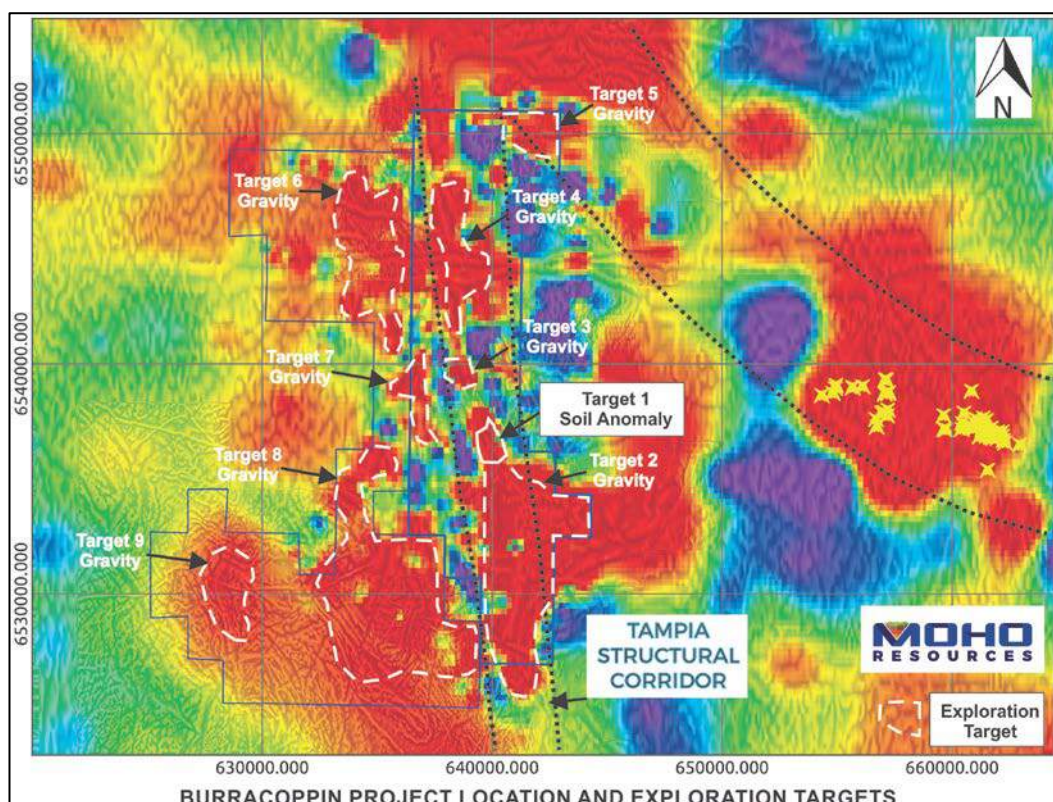 N
Target 5
Gravity
6550000.000
Target 6
Gravity
Target 4
Gravity
Target 3
Gravity
6540000.000
Target 7
Gravity
Target 1
Soil Anomaly
Target 8
Gravity
Target 2
Gravity
Target 9
Gravity
6530000.000
TAMPIA
STRUCTURAL
CORRIDOR
MOHO
RESOURCES
Exploration
Target
630000.000
640000.000
650000.000
660000.000
BURRACOPPIN PROJECT LOCATION AND EXPLORATION TARGETS